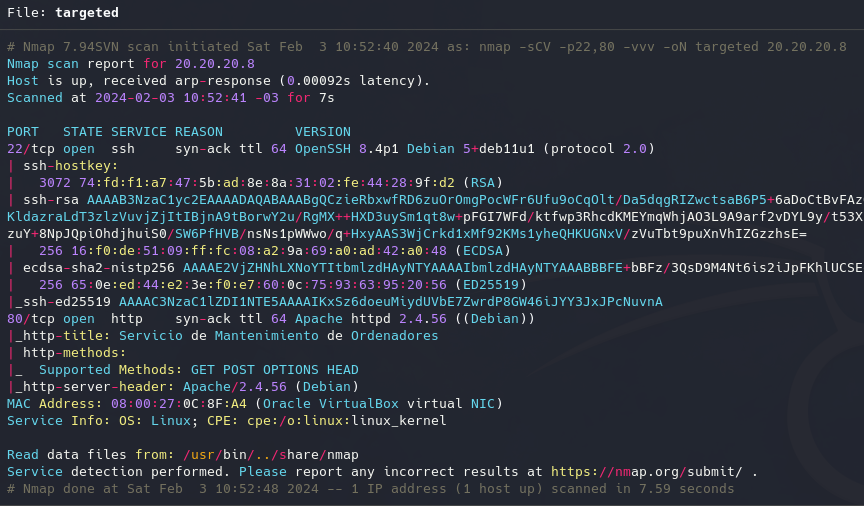 File: targeted
# Nmap 7.94SVN scan initiated Sat Feb  3 10:52:40 2024 as: nmap -sCV -p22,80 -vvv -oN targeted 20.20.20.8
Nmap scan report for 20.20.20.8
Host is up, received arp-response (0.00092s latency).
Scanned at 2024-02-03 10:52:41 -03 for 7s
PORT   STATE SERVICE REASON         VERSION
22/tcp open  ssh     syn-ack ttl 64 OpenSSH 8.4p1 Debian 5+deb11u1 (protocol 2.0)
| ssh-hostkey:
|   3072 74:fd:f1:a7:47:5b:ad:8e:8a:31:02:fe:44:28:9f:d2 (RSA)
| ssh-rsa AAAAB3NzaC1yc2EAAAADAQABAAABgQCzieRbxwfRD6zuOrOmgPocWFr6Ufu9oCqOlt/Da5dqgRIZwctsaB6P5+6aDoCtBvFAzo
KldazraLdT3zlzVuvjZjItIBjnA9tBorwY2u/RgMX++HXD3uySm1qt8w+pFGI7WFd/ktfwp3RhcdKMEYmqWhjAO3L9A9arf2vDYL9y/t53X
zuY+8NpJQpiOhdjhuiS0/SW6PfHVB/nsNs1pWWwo/q+HxyAAS3WjCrkd1xMf92KMs1yheQHKUGNxV/zVuTbt9puXnVhIZGzzhsE=
|   256 16:f0:de:51:09:ff:fc:08:a2:9a:69:a0:ad:42:a0:48 (ECDSA)
| ecdsa-sha2-nistp256 AAAAE2VjZHNhLXNoYTItbmlzdHAyNTYAAAAIbmlzdHAyNTYAAABBBFE+bBFz/3QsD9M4Nt6is2iJpFKhlUCSE
|   256 65:0e:ed:44:e2:3e:f0:e7:60:0c:75:93:63:95:20:56 (ED25519)
|_ssh-ed25519 AAAAC3NzaC1lZDI1NTE5AAAAIKxSz6doeuMiydUVbE7ZwrdP8GW46iJYY3JxJPcNuvnA
80/tcp open  http    syn-ack ttl 64 Apache httpd 2.4.56 ((Debian))
|_http-title: Servicio de Mantenimiento de Ordenadores
| http-methods:
|_  Supported Methods: GET POST OPTIONS HEAD
|_http-server-header: Apache/2.4.56 (Debian)
MAC Address: 08:00:27:0C:8F:A4 (Oracle VirtualBox virtual NIC)
Service Info: OS: Linux; CPE: cpe:/o:linux:linux_kernel
Read data files from: /usr/bin/../share/nmap
Service detection performed. Please report any incorrect results at https://nmap.org/submit/ .
# Nmap done at Sat Feb  3 10:52:48 2024 -- 1 IP address (1 host up) scanned in 7.59 seconds